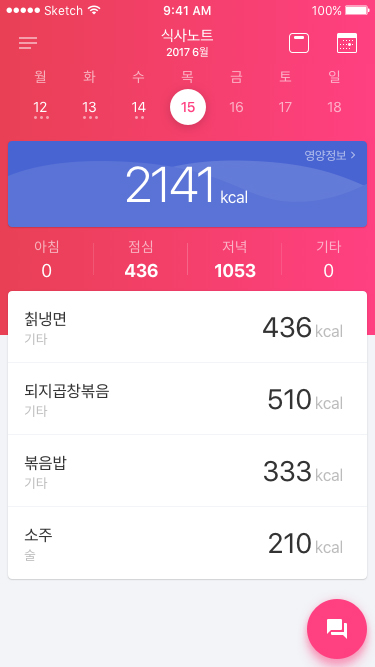 Sketch 9:41 AM 100%
식사노트
2017 6월
월 화 수 목 금 토 일
12 13 14 15 16 17 18
영양정보
2141 kcal
아침 점심 저녁 기타
0 436 1053 0
칡냉면
436 kcal
기타
되지곱창볶음
510 kcal
기타
볶음밥
333 kcal
기타
소주
210 kcal
술